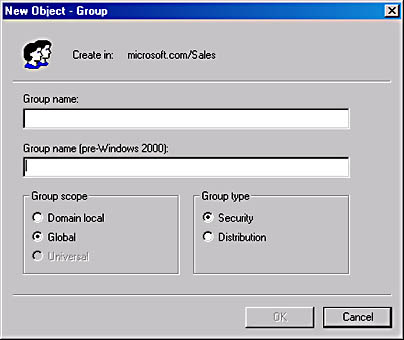 New Object - Group
Create in: microsoft.com/Sales
Group name:
Group name (pre-Windows 2000):
Group scope
Domain local
Global
Universal
Group type
Security
Distribution
OK
Cancel